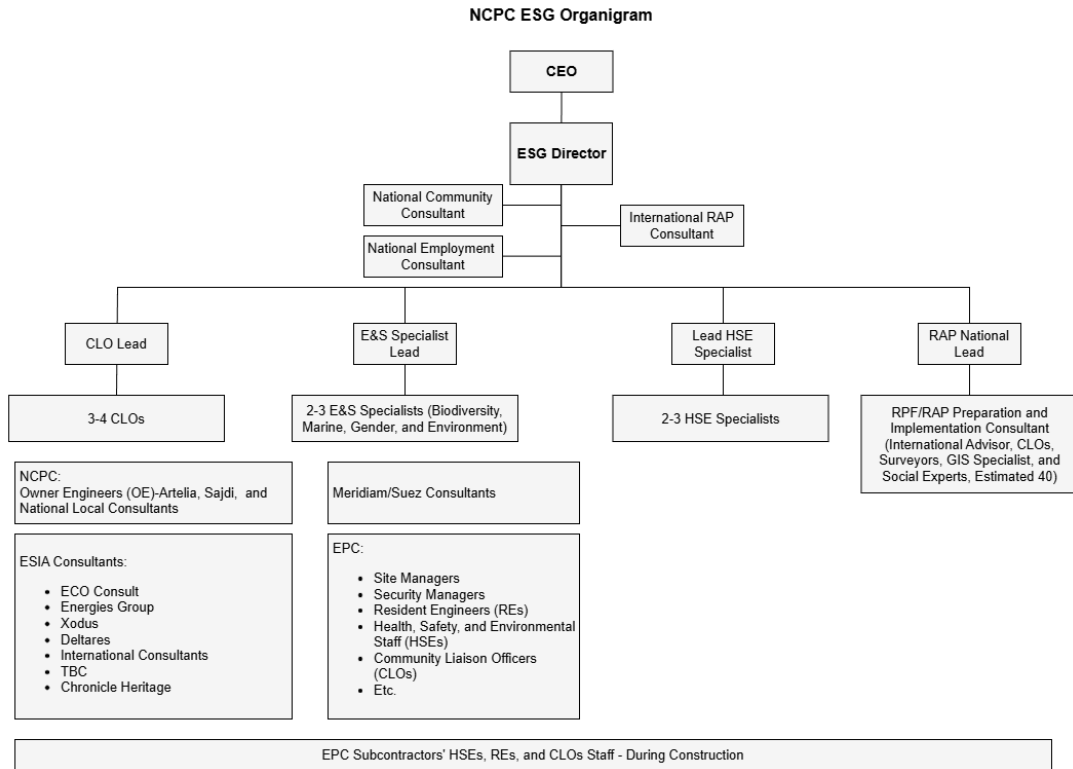 NCPC ESG Organigram
CEO
ESG Director
National Community
Consultant
International RAP
Consultant
National Employment
Consultant
CLO Lead
E&S Specialist
Lead
Lead HSE
Specialist
RAP National
Lead
3-4 CLOs
2-3 E&S Specialists (Biodiversity,
Marine, Gender, and Environment)
2-3 HSE Specialists
RPF/RAP Preparation and
Implementation Consultant
(International Advisor, CLOs,
Surveyors, GIS Specialist, and
Social Experts, Estimated 40)
NCPC:
Owner Engineers (OE)-Artelia, Sajdi, and
National Local Consultants
Meridiam/Suez Consultants
ESIA Consultants:
• ECO Consult
• Energies Group
• Xodus
• Deltares
• International Consultants
• TBC
• Chronicle Heritage
EPC:
• Site Managers
• Security Managers
• Resident Engineers (REs)
• Health, Safety, and Environmental
Staff (HSEs)
• Community Liaison Officers
(CLOs)
• Etc.
EPC Subcontractors' HSEs, REs, and CLOs Staff - During Construction